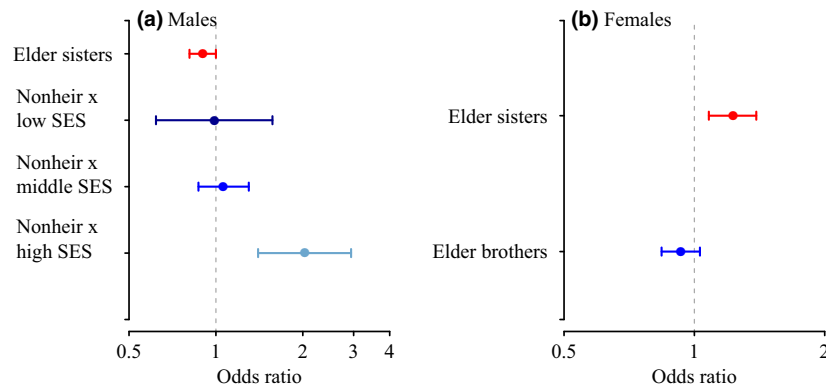 (a) Males
Elder sisters
Nonheir x
low SES
Nonheir x
middle SES
Nonheir x
high SES
0.5 1 2 3 4
Odds ratio
(b) Females
Elder sisters
Elder brothers
0.5 1 2
Odds ratio